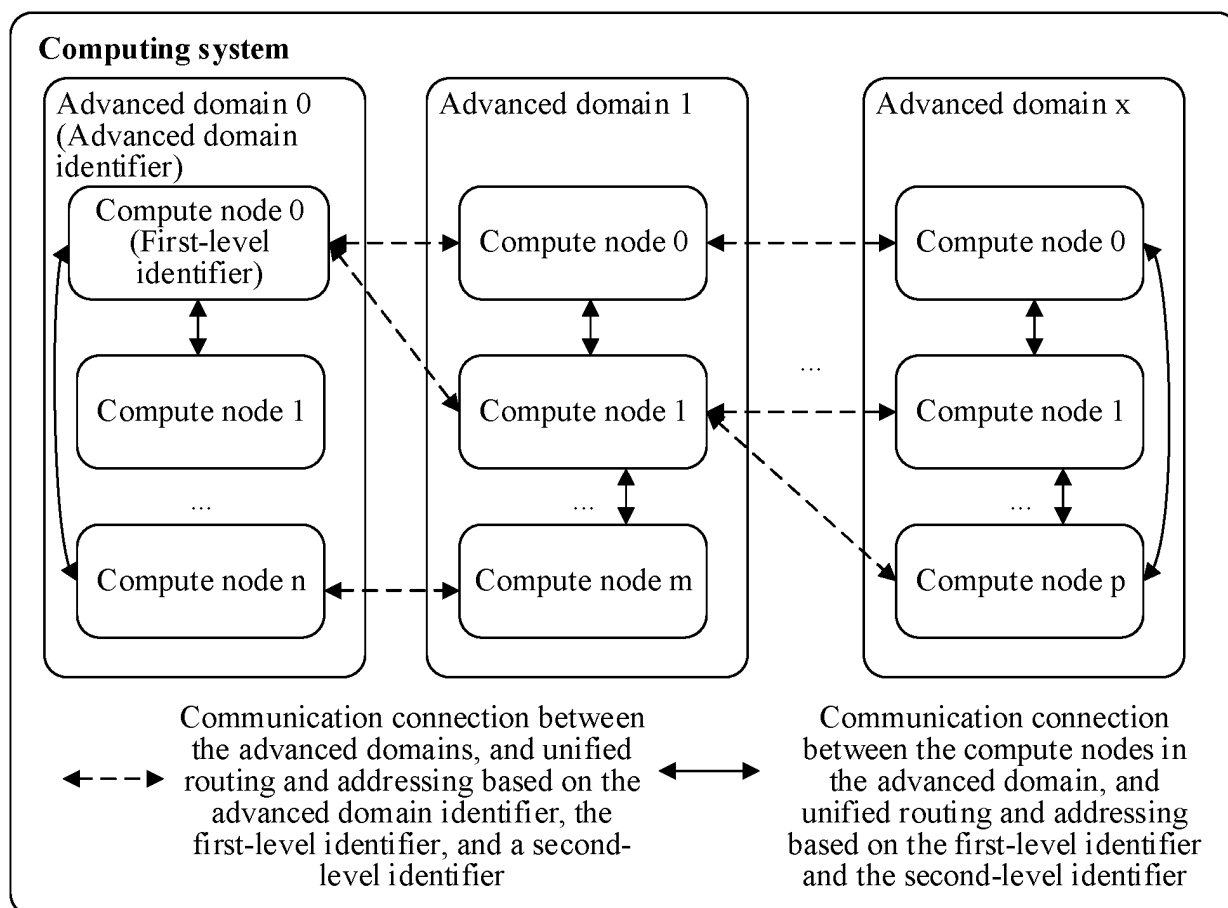 Computing system
Advanced domain 0
(Advanced domain
identifier)
Compute node 0
(First-level
identifier)
Compute node 1
...
Compute node n
Advanced domain 1
Compute node 0
Compute node 1
...
Compute node m
...
Advanced domain x
Compute node 0
Compute node 1
...
Compute node p
Communication connection between
the advanced domains, and unified
routing and addressing based on the
advanced domain identifier, the
first-level identifier, and a second-
level identifier
Communication connection
between the compute nodes in
the advanced domain, and
unified routing and addressing
based on the first-level identifier
and the second-level identifier